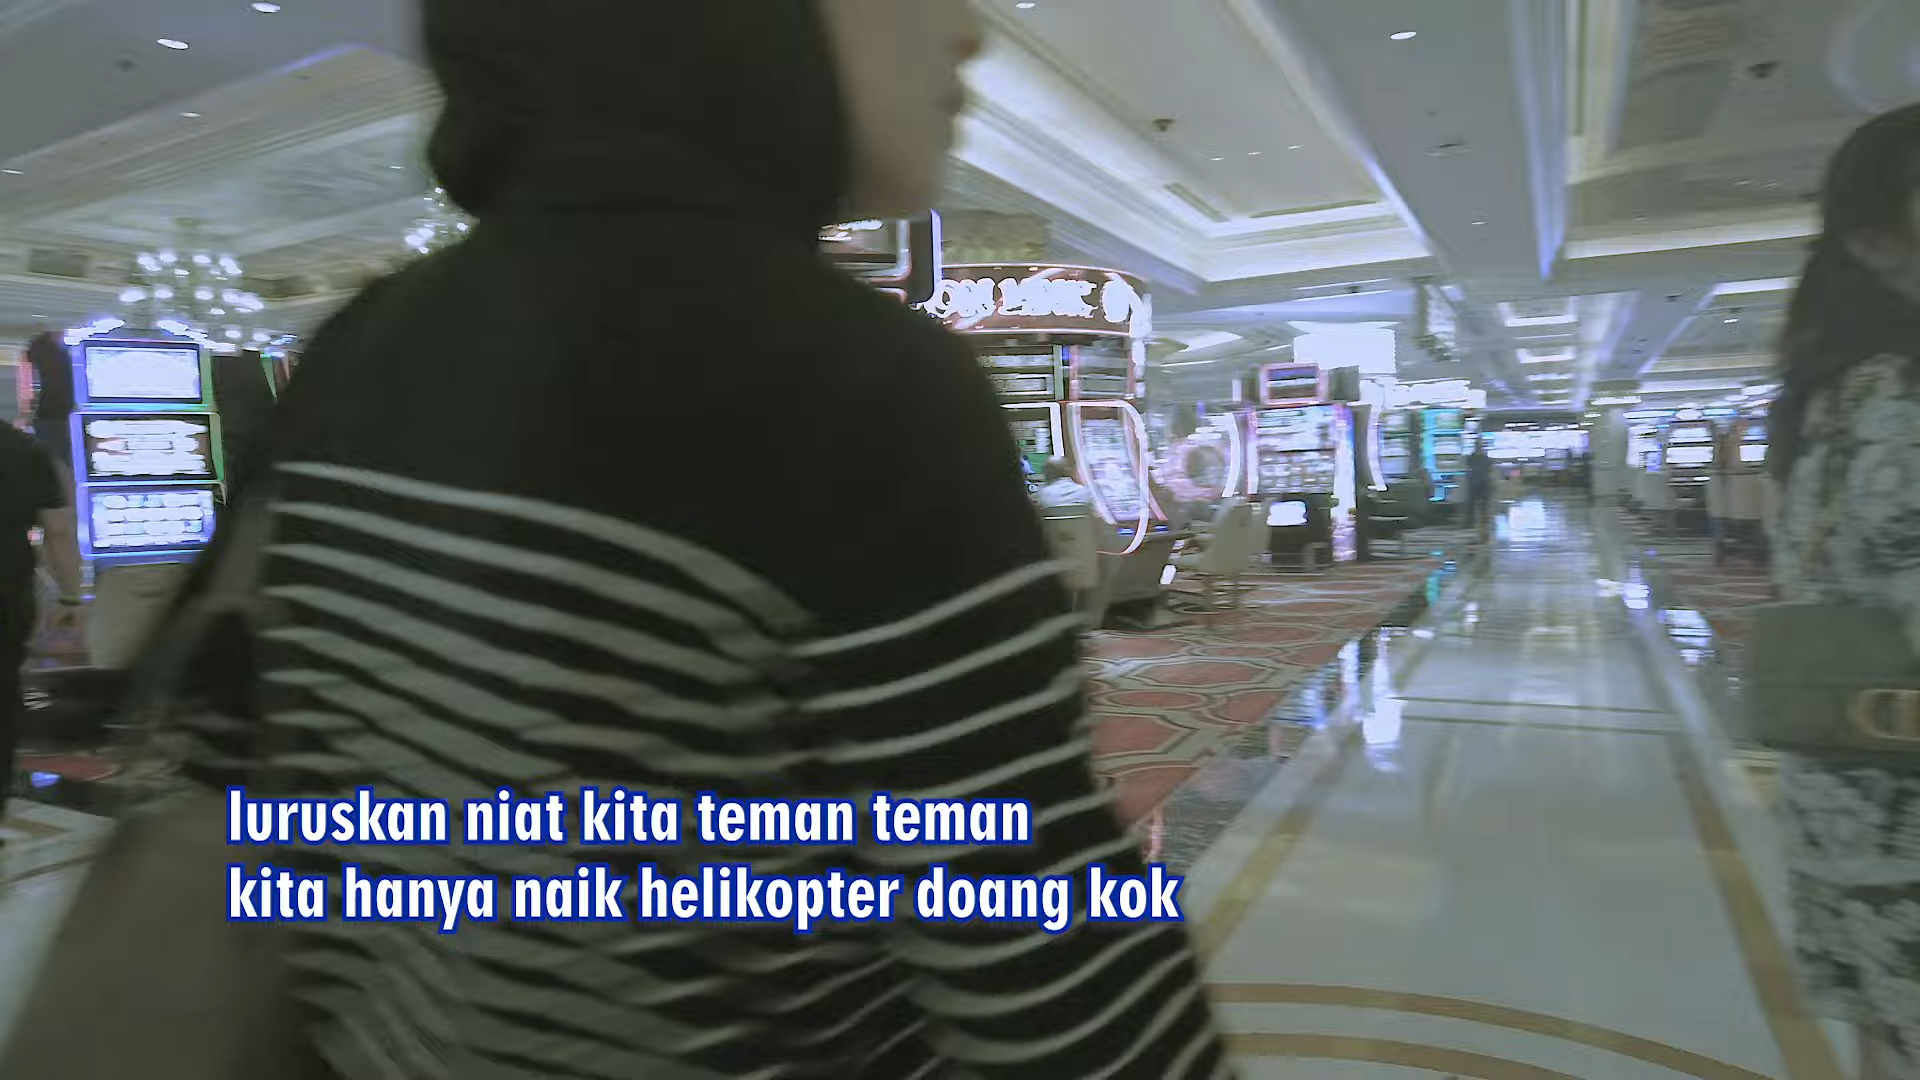 luruskan niat kita teman teman
kita hanya naik helikopter doang kok